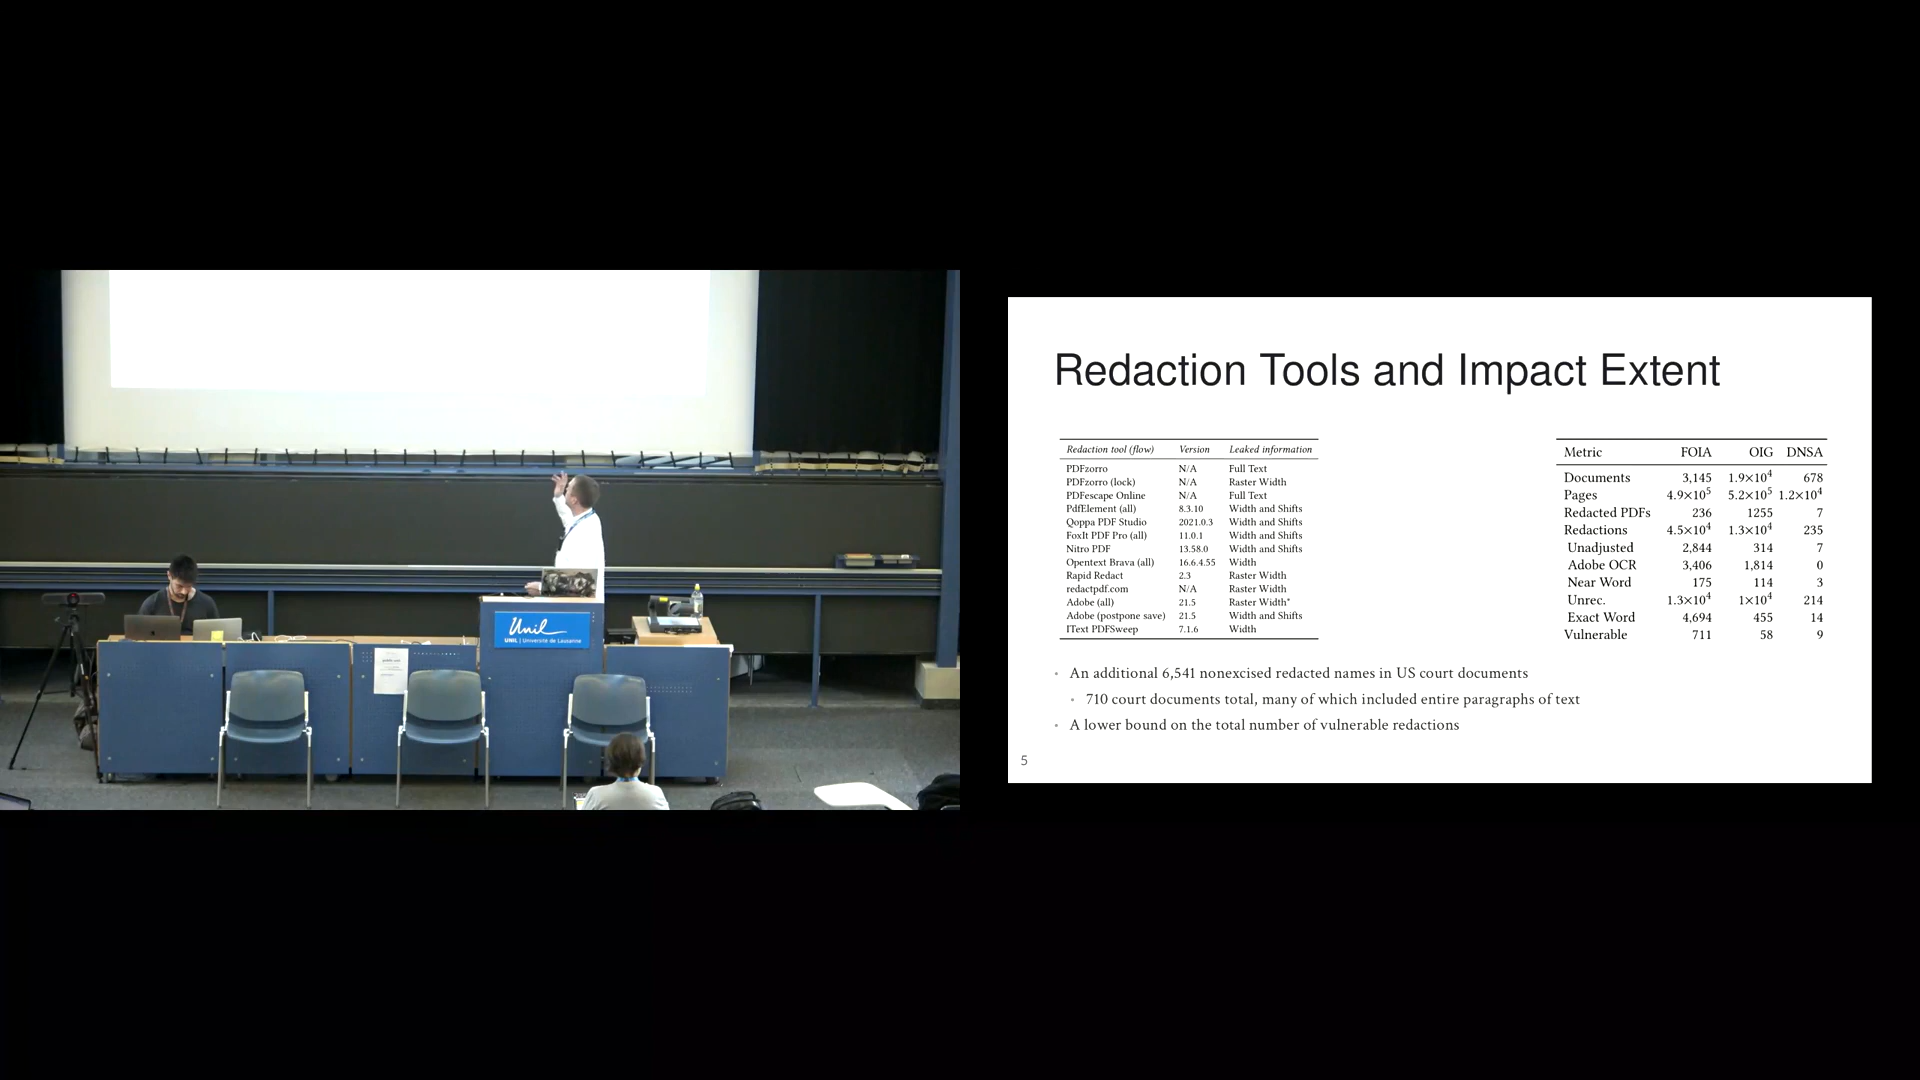 Unil
UNIL | Université de Lausanne
Redaction Tools and Impact Extent
Redaction tool (flow) Version Leaked information
PDFzorro N/A Full Text
PDFzorro (lock) N/A Raster Width
PDFescape Online N/A Full Text
PdfElement (all) 8.3.10 Width and Shifts
Qoppa PDF Studio 2021.0.3 Width and Shifts
FoxIt PDF Pro (all) 11.0.1 Width and Shifts
Nitro PDF 13.58.0 Width and Shifts
Opentext Brava (all) 16.6.4.55 Width
Rapid Redact 2.3 Raster Width
redactpdf.com N/A Raster Width
Adobe (all) 21.5 Raster Width*
Adobe (postpone save) 21.5 Width and Shifts
IText PDFSweep 7.1.6 Width
Metric FOIA OIG DNSA
Documents 3,145 1.9×10⁴ 678
Pages 4.9×10⁵ 5.2×10⁵ 1.2×10⁴
Redacted PDFs 236 1255 7
Redactions 4.5×10⁴ 1.3×10⁴ 235
Unadjusted 2,844 314 7
Adobe OCR 3,406 1,814 0
Near Word 175 114 3
Unrec. 1.3×10⁴ 1×10⁴ 214
Exact Word 4,694 455 14
Vulnerable 711 58 9
• An additional 6,541 nonexcised redacted names in US court documents
• 710 court documents total, many of which included entire paragraphs of text
• A lower bound on the total number of vulnerable redactions
5